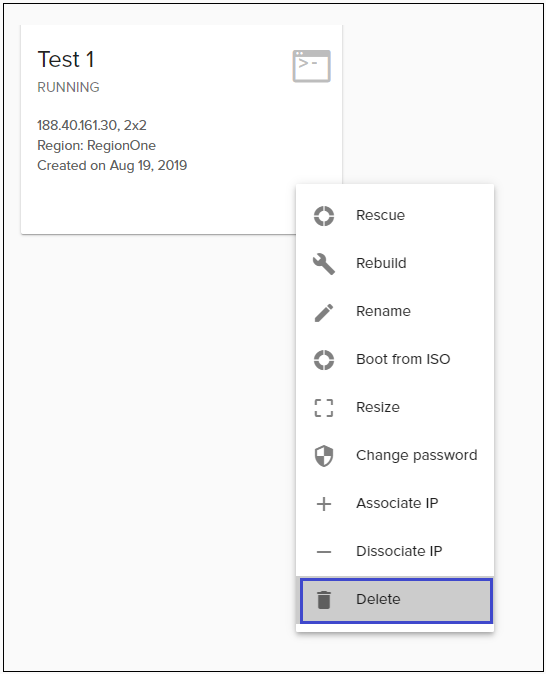 Test 1
RUNNING
188.40.161.30, 2x2
Region: RegionOne
Created on Aug 19, 2019
Rescue
Rebuild
Rename
Boot from ISO
Resize
Change password
Associate IP
Dissociate IP
Delete